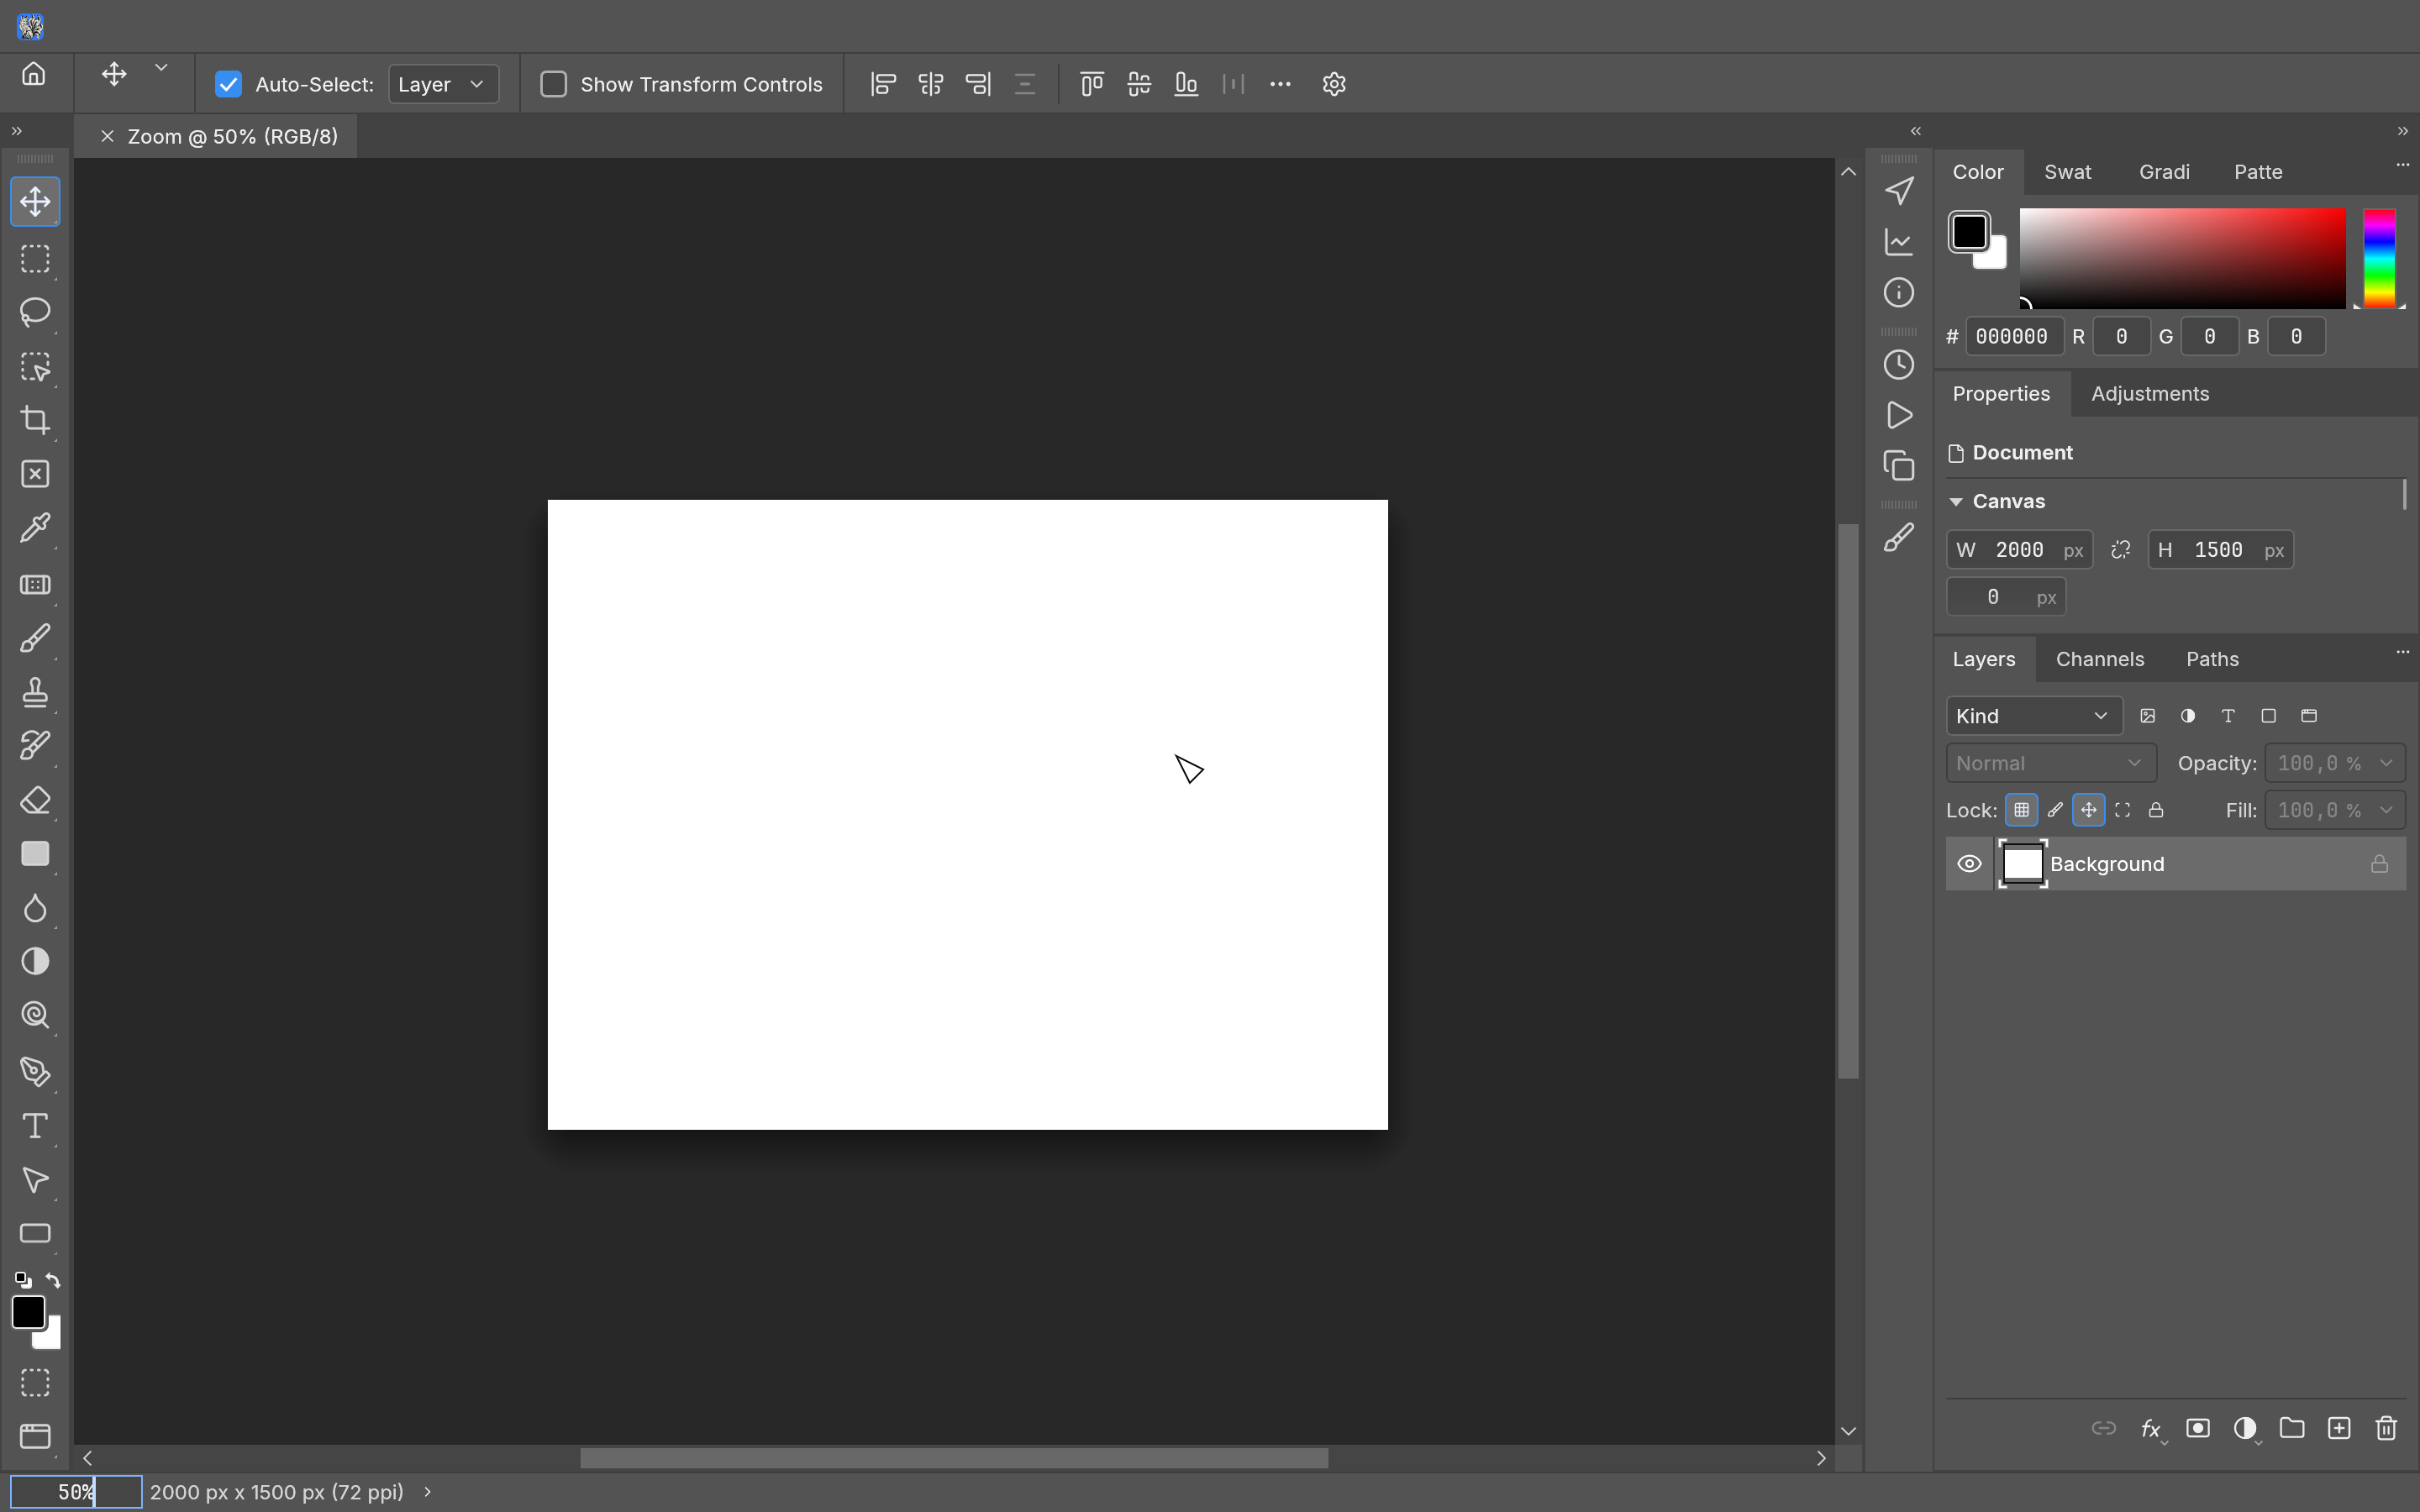 Auto-Select: Layer Show Transform Controls
Zoom @ 50% (RGB/8)
Color Swat Gradi Patte
# 000000 R 0 G 0 B 0
Properties Adjustments
Document
Canvas
W 2000 px H 1500 px
0 px
Layers Channels Paths
Kind
Normal Opacity: 100,0 %
Lock: Fill: 100,0 %
Background
fx
50% 2000 px x 1500 px (72 ppi)